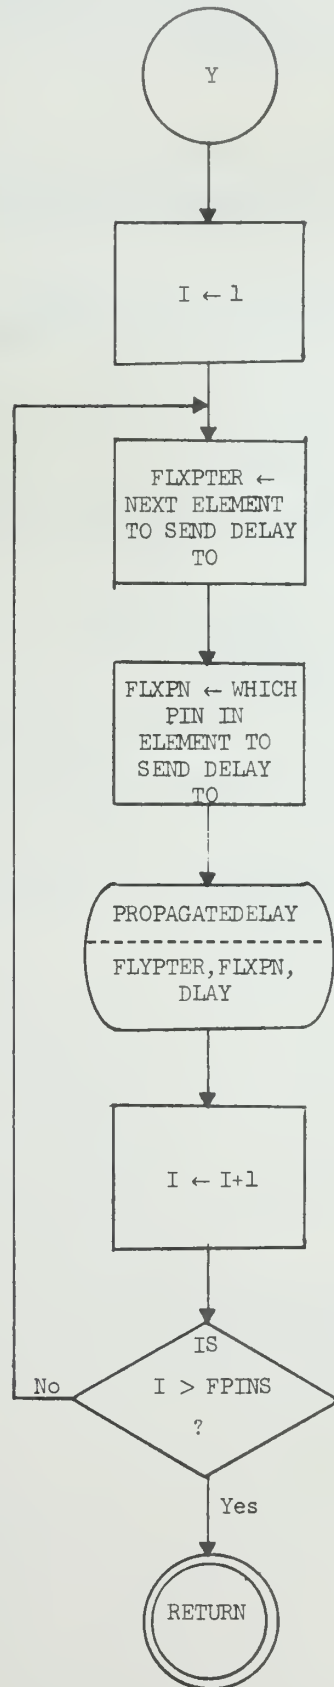 Y
I ← 1
FLXPTER ←
NEXT ELEMENT
TO SEND DELAY
TO
FLXPN ← WHICH
PIN IN
ELEMENT TO
SEND DELAY
TO
PROPAGATEDELAY
FLYPTER,FLXPN,
DLAY
I ← I+1
IS
I > FPINS
?
No
Yes
RETURN